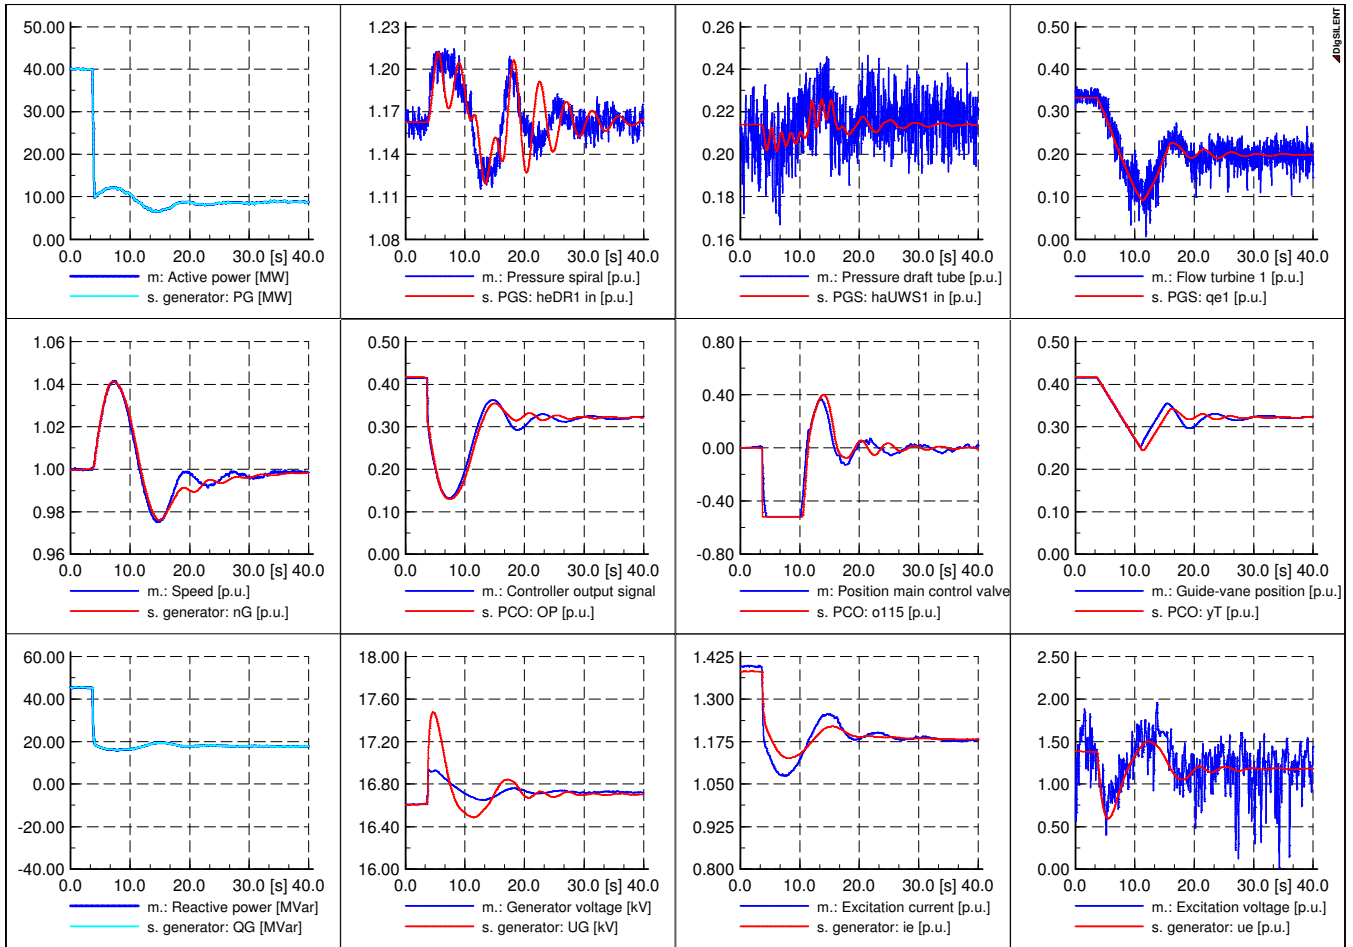 50.00
40.00
30.00
20.00
10.00
0.00
0.0 10.0 20.0 30.0 [s] 40.0
m: Active power [MW]
s. generator: PG [MW]
1.23
1.20
1.17
1.14
1.11
1.08
0.0 10.0 20.0 30.0 [s] 40.0
m.: Pressure spiral [p.u.]
s. PGS: heDR1 in [p.u.]
0.26
0.24
0.22
0.20
0.18
0.16
0.0 10.0 20.0 30.0 [s] 40.0
m.: Pressure draft tube [p.u.]
s. PGS: haUWS1 in [p.u.]
0.50
0.40
0.30
0.20
0.10
0.00
0.0 10.0 20.0 30.0 [s] 40.0
m.: Flow turbine 1 [p.u.]
s. PGS: qe1 [p.u.]
DIgSILENT
1.06
1.04
1.02
1.00
0.98
0.96
0.0 10.0 20.0 30.0 [s] 40.0
m.: Speed [p.u.]
s. generator: nG [p.u.]
0.50
0.40
0.30
0.20
0.10
0.00
0.0 10.0 20.0 30.0 [s] 40.0
m.: Controller output signal
s. PCO: OP [p.u.]
0.80
0.40
0.00
-0.40
-0.80
0.0 10.0 20.0 30.0 [s] 40.0
m: Position main control valve
s. PCO: o115 [p.u.]
0.50
0.40
0.30
0.20
0.10
0.00
0.0 10.0 20.0 30.0 [s] 40.0
m.: Guide-vane position [p.u.]
s. PCO: yT [p.u.]
60.00
40.00
20.00
0.00
-20.00
-40.00
0.0 10.0 20.0 30.0 [s] 40.0
m.: Reactive power [MVar]
s. generator: QG [MVar]
18.00
17.60
17.20
16.80
16.40
16.00
0.0 10.0 20.0 30.0 [s] 40.0
m.: Generator voltage [kV]
s. generator: UG [kV]
1.425
1.300
1.175
1.050
0.925
0.800
0.0 10.0 20.0 30.0 [s] 40.0
m.: Excitation current [p.u.]
s. generator: ie [p.u.]
2.50
2.00
1.50
1.00
0.50
0.00
0.0 10.0 20.0 30.0 [s] 40.0
m.: Excitation voltage [p.u.]
s. generator: ue [p.u.]